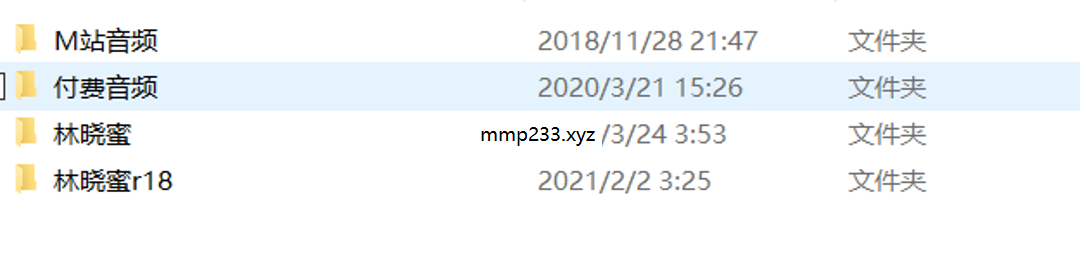 M站音频 2018/11/28 21:47 文件夹
付费音频 2020/3/21 15:26 文件夹
林晓蜜 mmp233.xyz /3/24 3:53 文件夹
林晓蜜r18 2021/2/2 3:25 文件夹